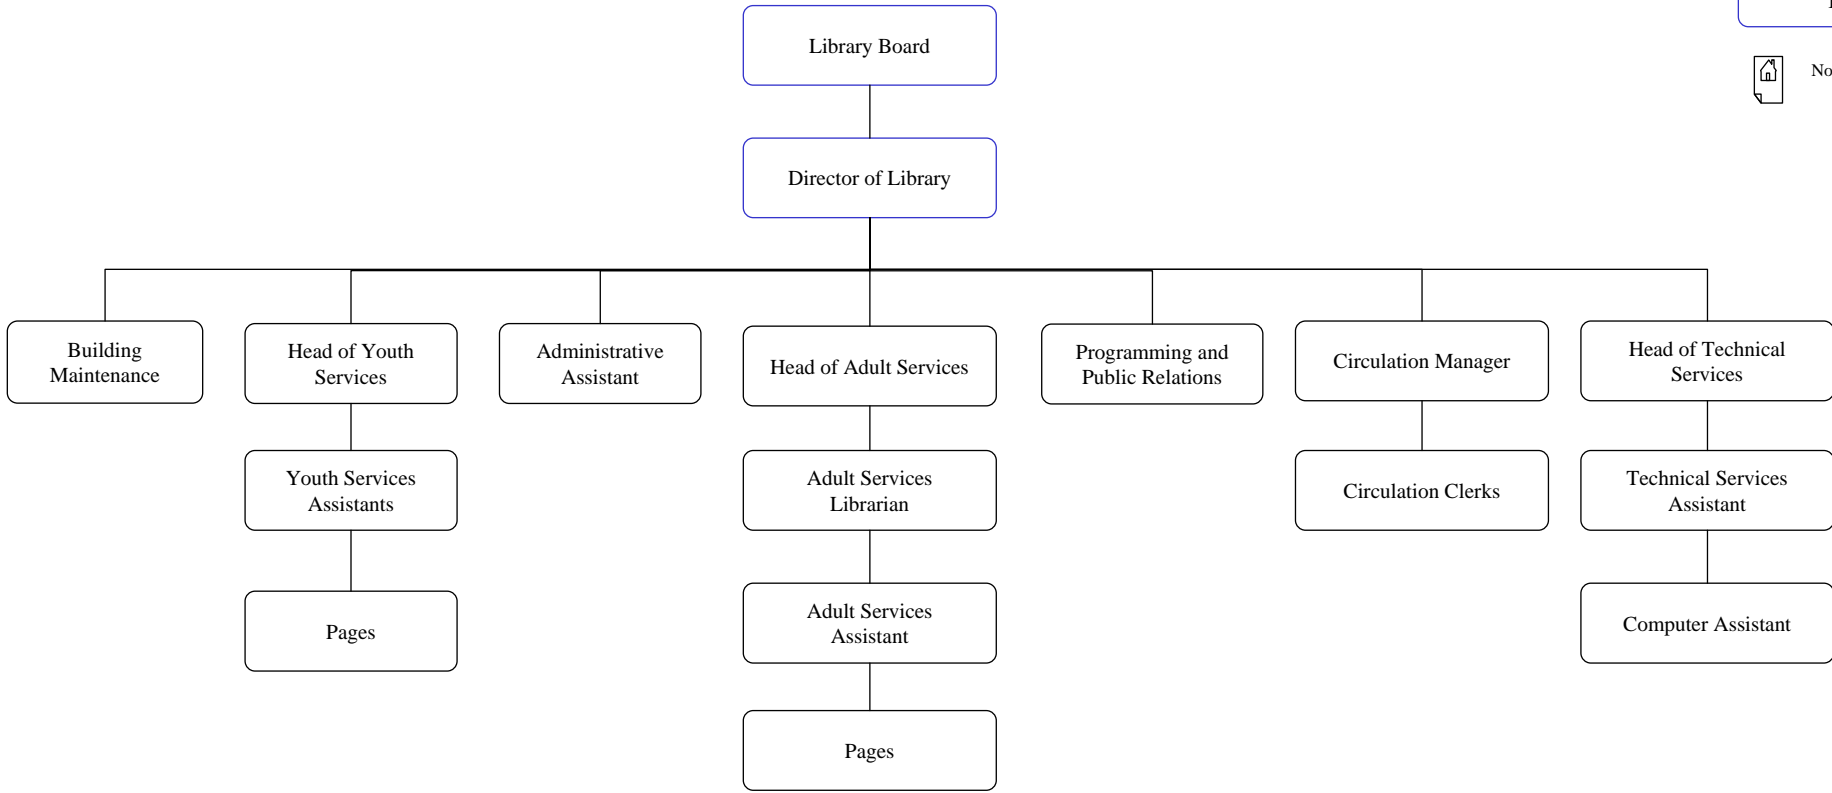 Library Board
No
Director of Library
Building
Maintenance
Head of Youth
Services
Administrative
Assistant
Head of Adult Services
Programming and
Public Relations
Circulation Manager
Head of Technical
Services
Youth Services
Assistants
Adult Services
Librarian
Circulation Clerks
Technical Services
Assistant
Pages
Adult Services
Assistant
Computer Assistant
Pages